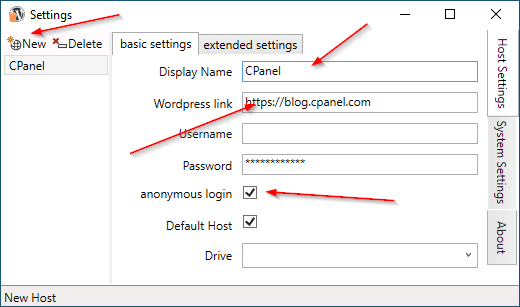 Settings
New Delete
CPanel
basic settings extended settings
Display Name CPanel
Wordpress link https://blog.cpanel.com
Username
Password ************
anonymous login
Default Host
Drive
Host Settings
System Settings
About
New Host